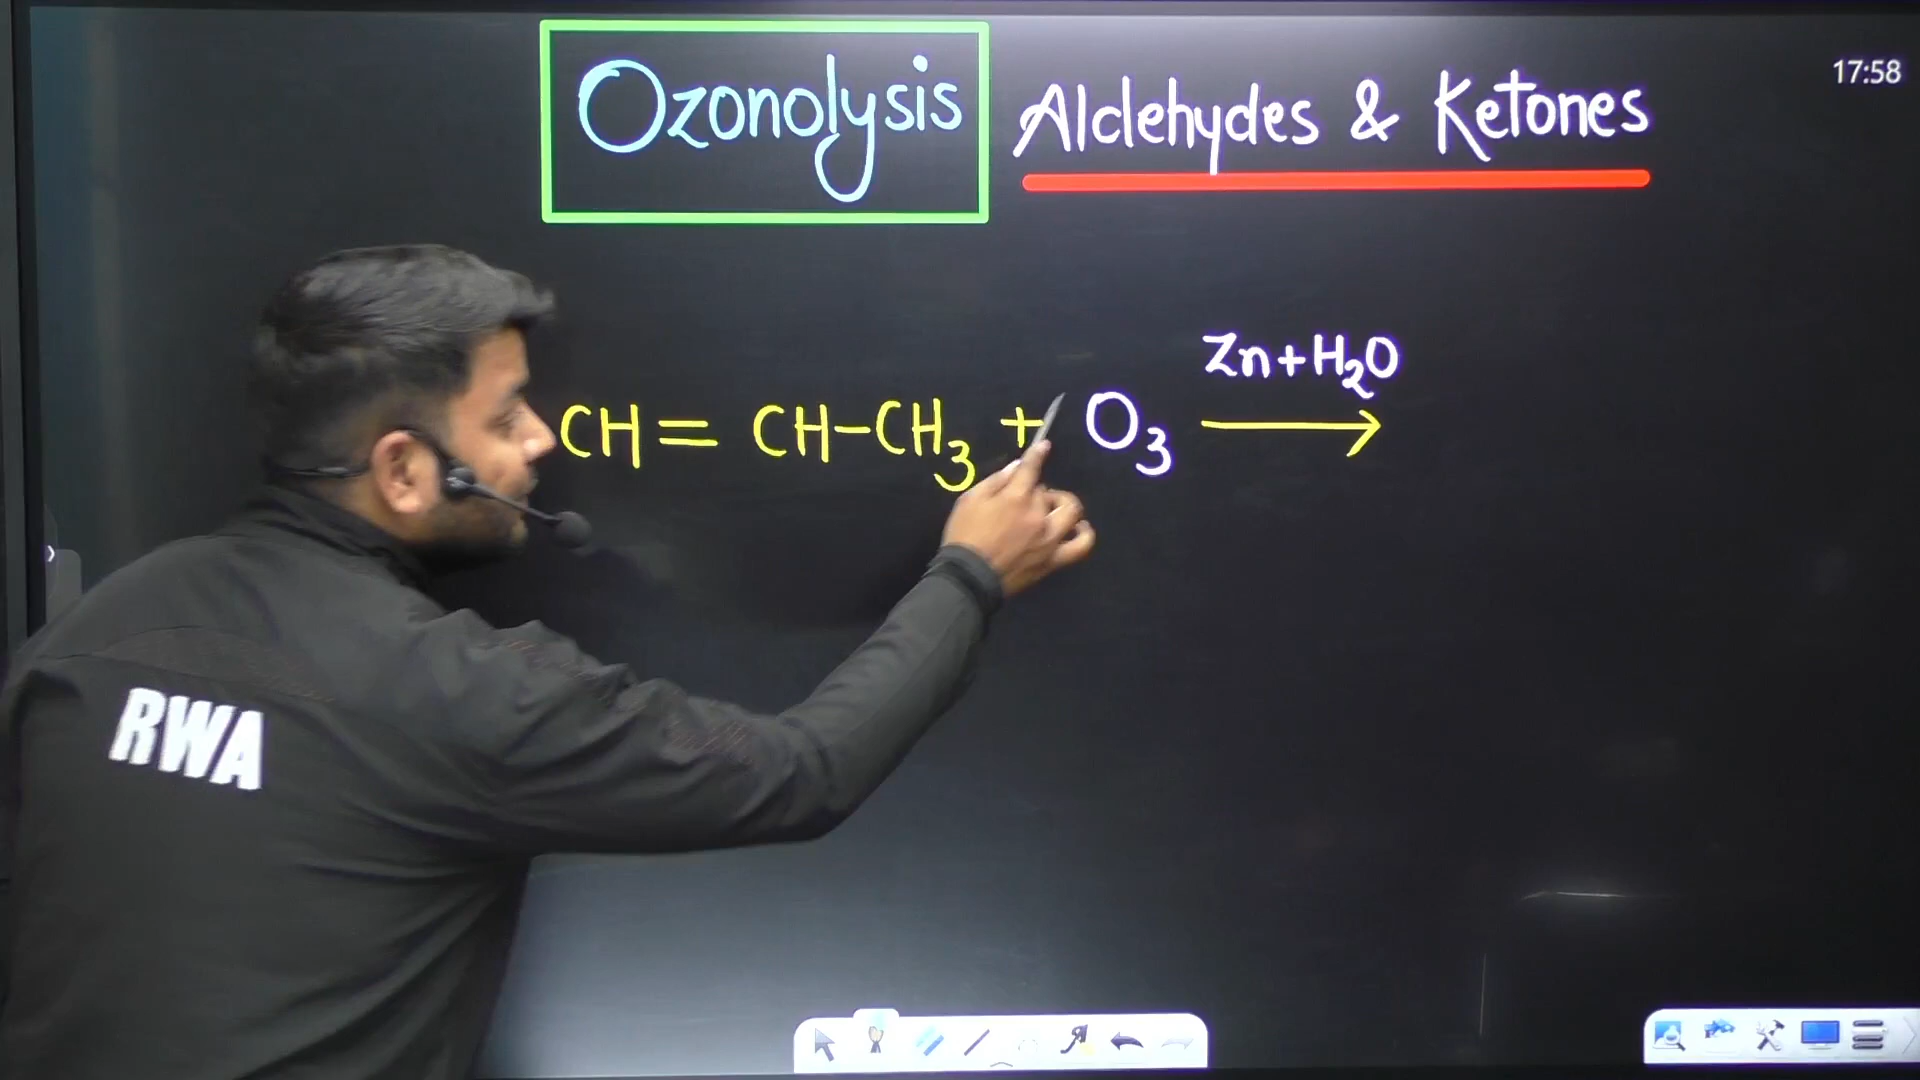 Ozonolysis Aldehydes & Ketones
17:58
Zn+H₂O
CH = CH-CH₃ + O₃ ⟶
RWA